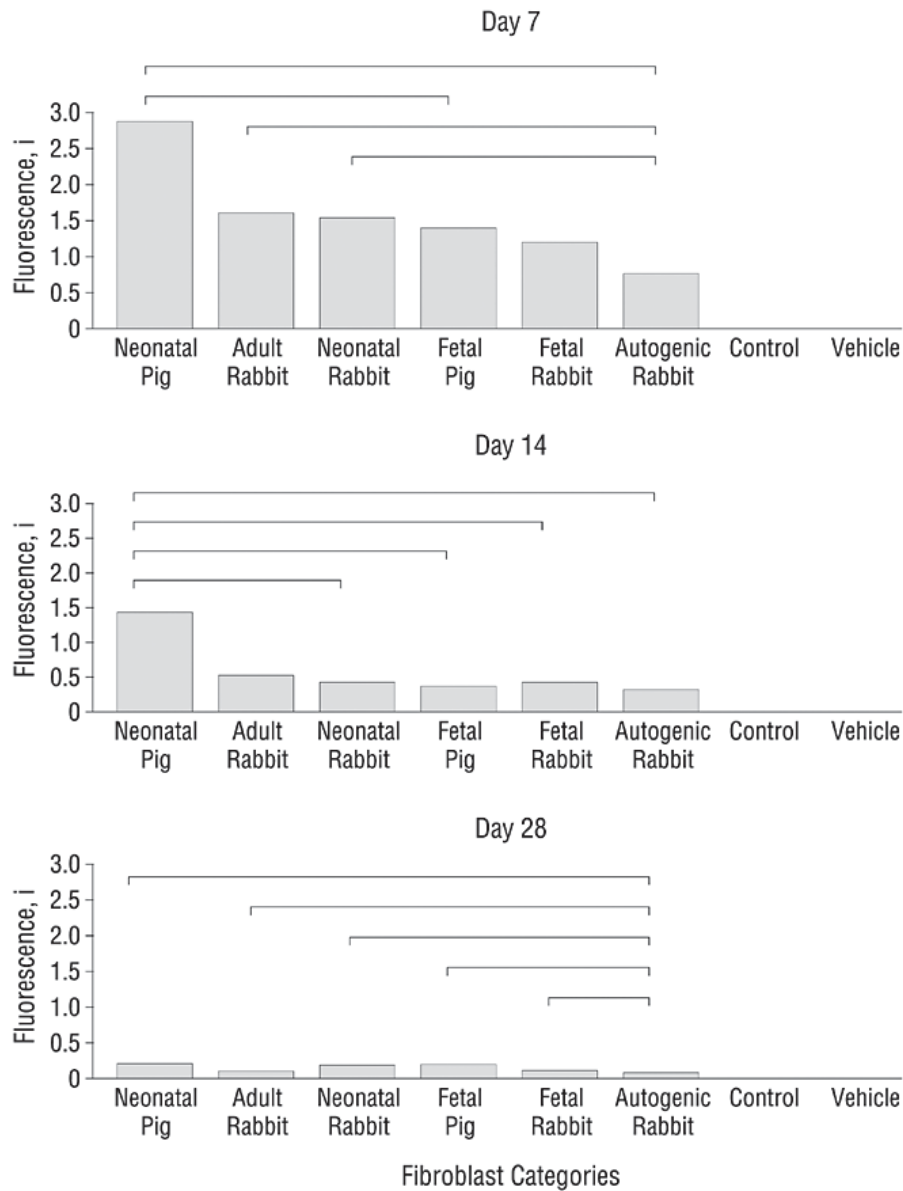 Day 7
Fluorescence, i
3.0
2.5
2.0
1.5
1.0
0.5
0
Neonatal Adult Neonatal Fetal Fetal Autogenic Control Vehicle
Pig Rabbit Rabbit Pig Rabbit Rabbit
Day 14
Fluorescence, i
3.0
2.5
2.0
1.5
1.0
0.5
0
Neonatal Adult Neonatal Fetal Fetal Autogenic Control Vehicle
Pig Rabbit Rabbit Pig Rabbit Rabbit
Day 28
Fluorescence, i
3.0
2.5
2.0
1.5
1.0
0.5
0
Neonatal Adult Neonatal Fetal Fetal Autogenic Control Vehicle
Pig Rabbit Rabbit Pig Rabbit Rabbit
Fibroblast Categories